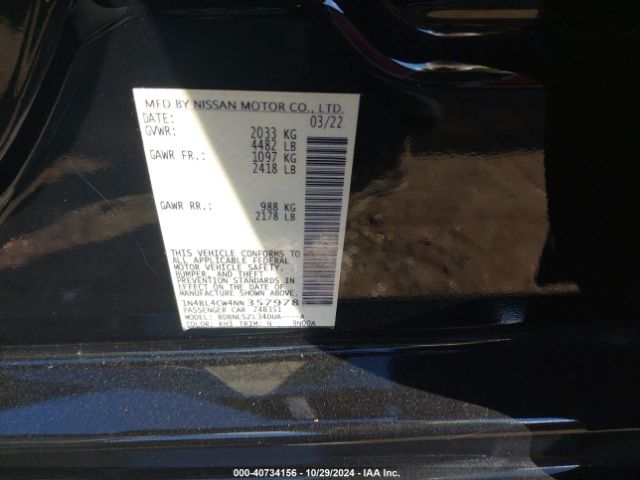 MFD BY NISSAN MOTOR CO., LTD.
DATE: 03/22
GVWR: 2033 KG
4482 LB
GAWR FR.: 1097 KG
2418 LB
GAWR RR.: 988 KG
2178 LB
THIS VEHICLE CONFORMS TO
ALL APPLICABLE FEDERAL
MOTOR VEHICLE SAFETY,
BUMPER, AND THEFT
PREVENTION STANDARDS
IN EFFECT ON THE DATE
OF MANUFACTURE SHOWN
ABOVE.
1N4BL4CW4NN357978
PASSENGER CAR
COLOR: KH3 TRIM: N
000-40734156 - 10/29/2024 - IAA Inc.